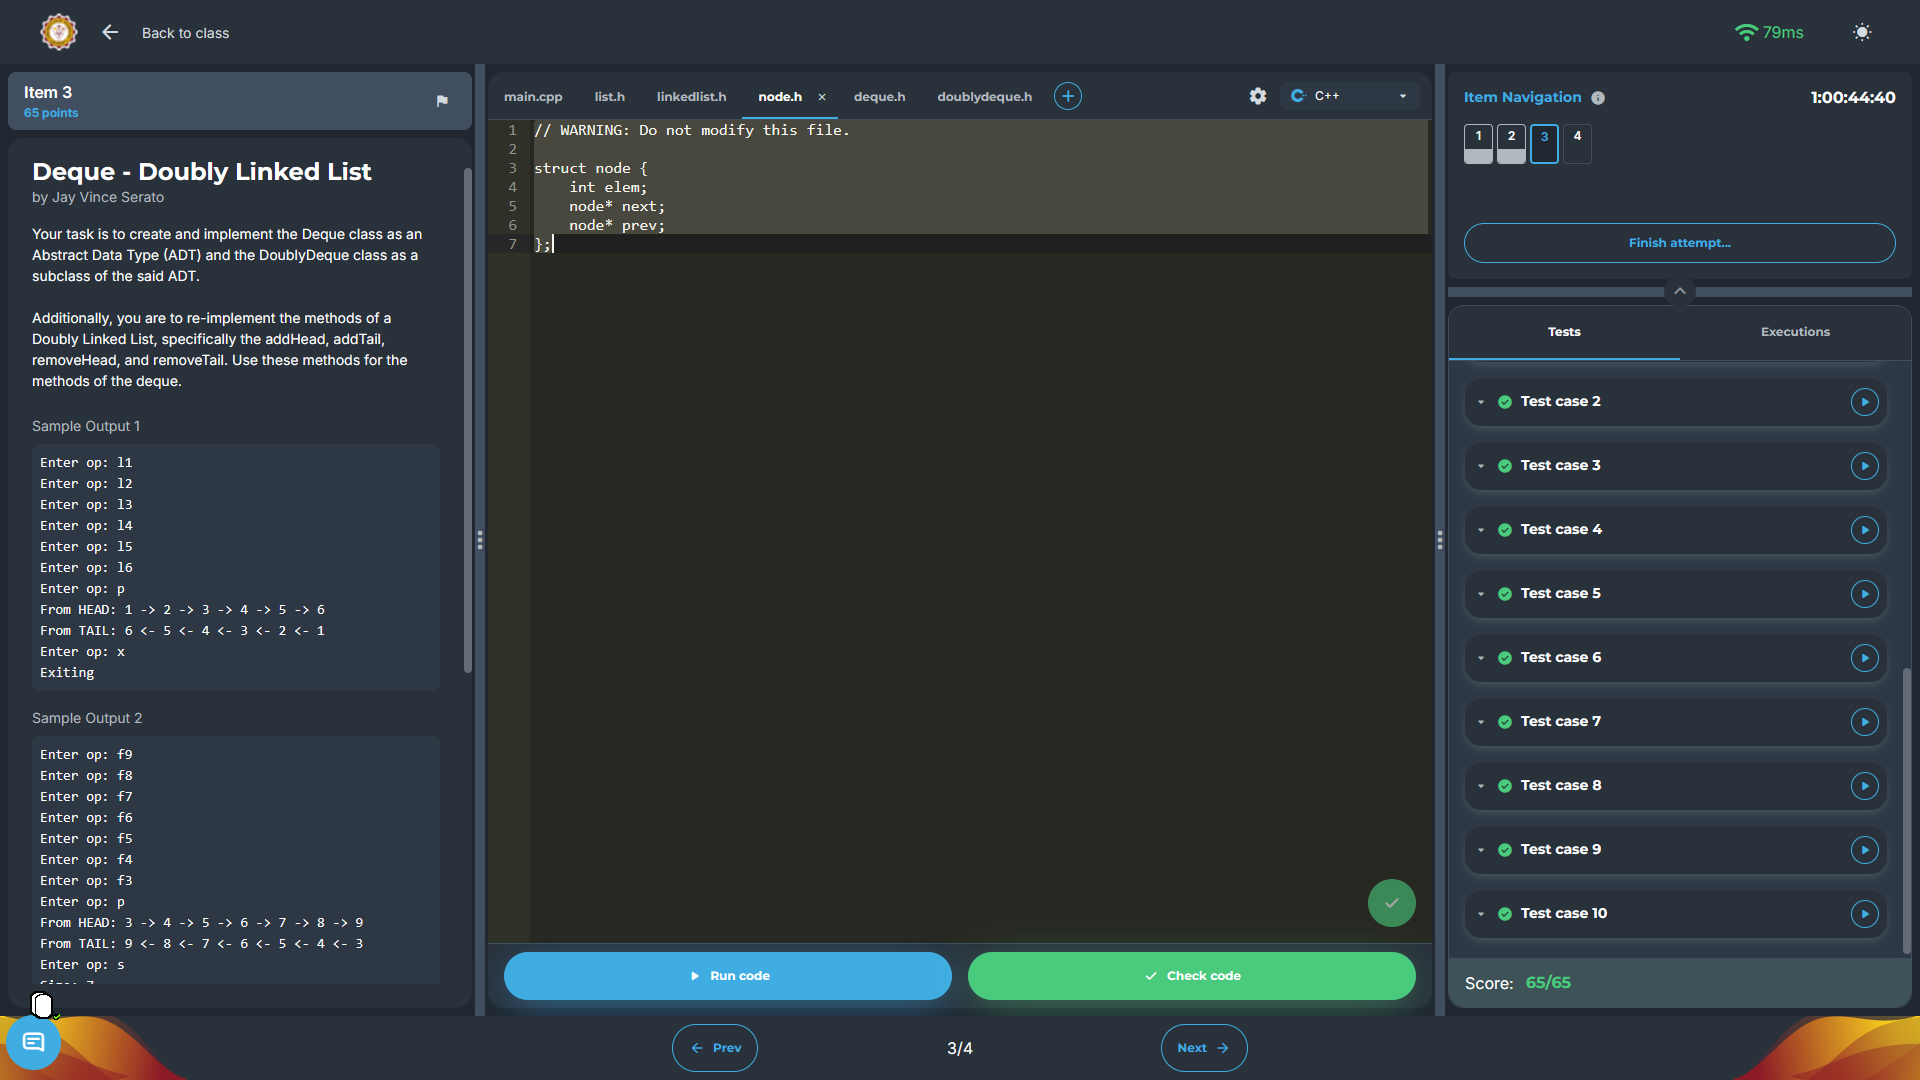 Back to class
79ms
Item 3
65 points
Deque - Doubly Linked List
by Jay Vince Serato
Your task is to create and implement the Deque class as an
Abstract Data Type (ADT) and the DoublyDeque class as a
subclass of the said ADT.
Additionally, you are to re-implement the methods of a
Doubly Linked List, specifically the addHead, addTail,
removeHead, and removeTail. Use these methods for the
methods of the deque.
Sample Output 1
Enter op: l1
Enter op: l2
Enter op: l3
Enter op: l4
Enter op: l5
Enter op: l6
Enter op: p
From HEAD: 1 -> 2 -> 3 -> 4 -> 5 -> 6
From TAIL: 6 <- 5 <- 4 <- 3 <- 2 <- 1
Enter op: x
Exiting
Sample Output 2
Enter op: f9
Enter op: f8
Enter op: f7
Enter op: f6
Enter op: f5
Enter op: f4
Enter op: f3
Enter op: p
From HEAD: 3 -> 4 -> 5 -> 6 -> 7 -> 8 -> 9
From TAIL: 9 <- 8 <- 7 <- 6 <- 5 <- 4 <- 3
Enter op: s
main.cpp list.h linkedlist.h node.h × deque.h doublydeque.h
C++
1 // WARNING: Do not modify this file.
2
3 struct node {
4     int elem;
5     node* next;
6     node* prev;
7 };
Run code
Check code
Item Navigation
1:00:44:40
1 2 3 4
Finish attempt...
Tests Executions
Test case 2
Test case 3
Test case 4
Test case 5
Test case 6
Test case 7
Test case 8
Test case 9
Test case 10
Score: 65/65
Prev
3/4
Next